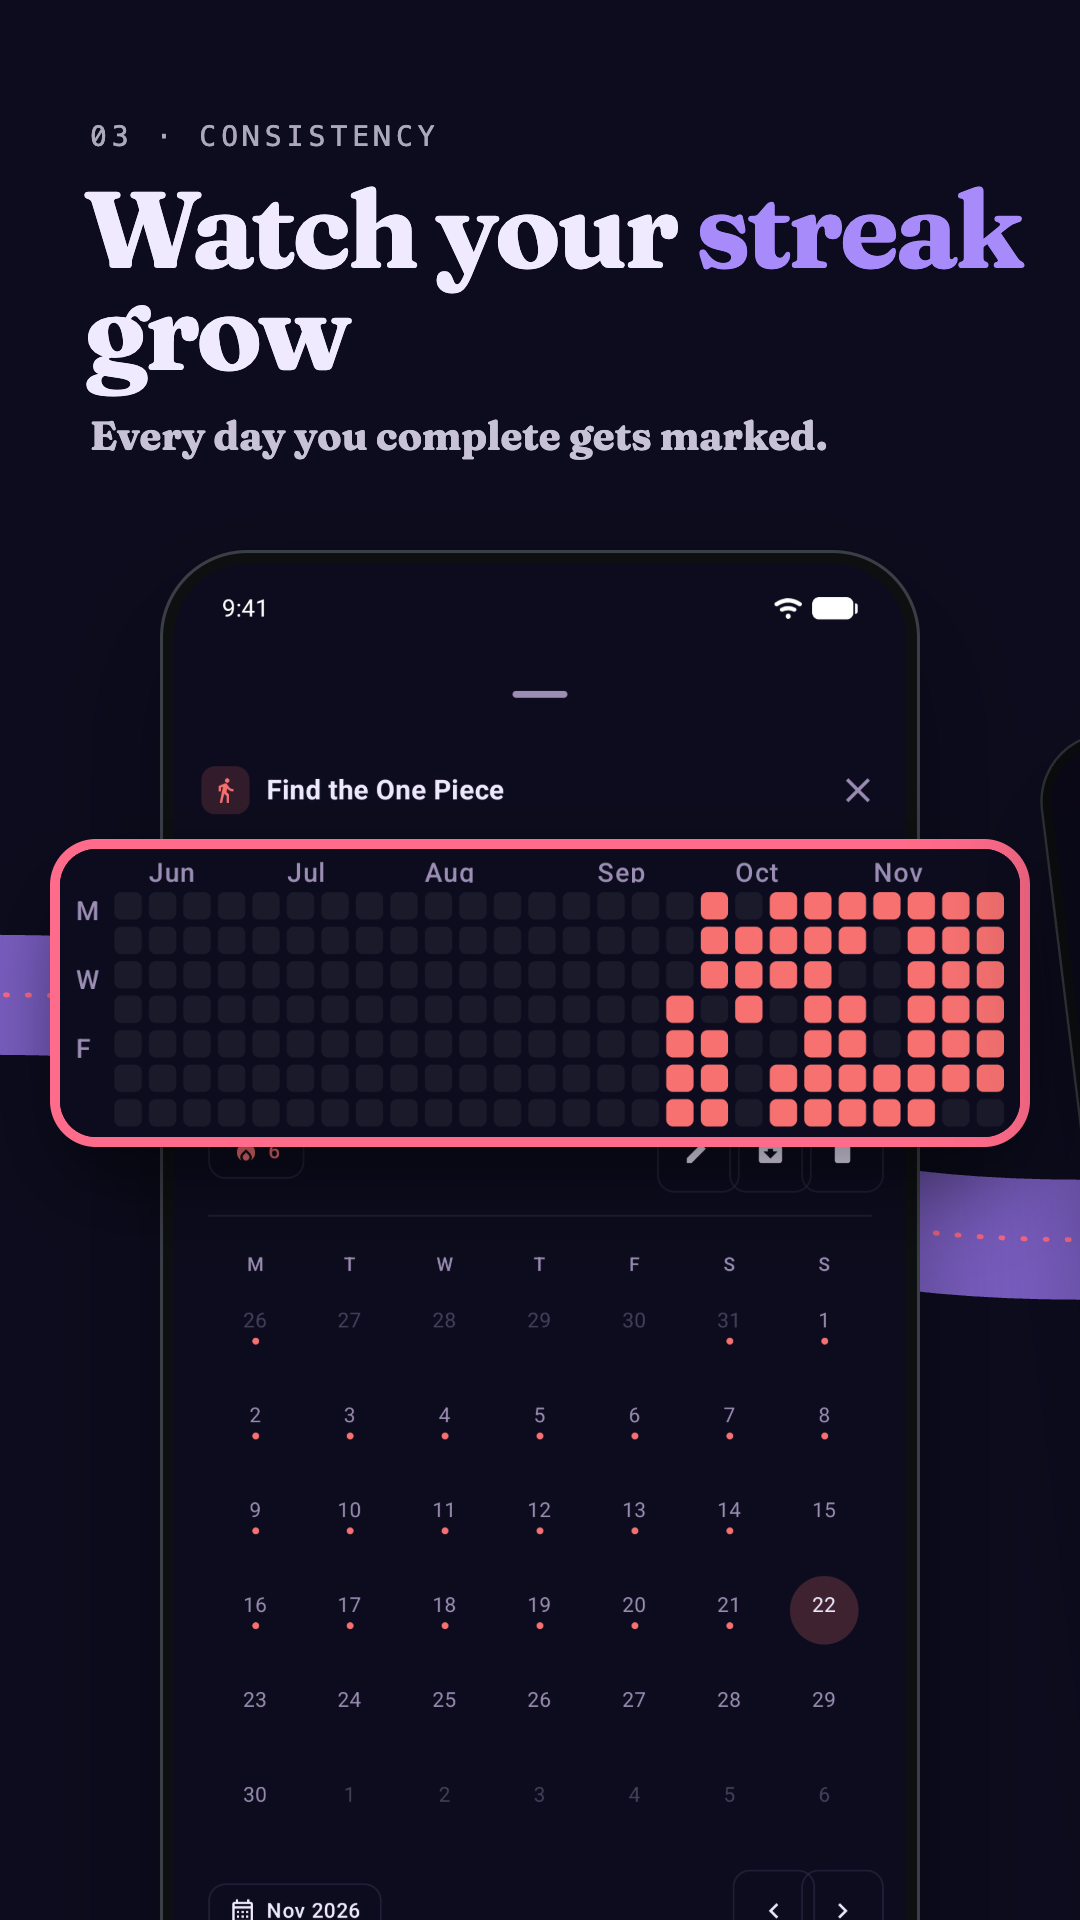 03 · CONSISTENCY
Watch your streak
grow
Every day you complete gets marked.
9:41
Find the One Piece
Jun Jul Aug Sep Oct Nov
M
W
F
6
M T W T F S S
26 27 28 29 30 31 1
2 3 4 5 6 7 8
9 10 11 12 13 14 15
16 17 18 19 20 21 22
23 24 25 26 27 28 29
30 1 2 3 4 5 6
Nov 2026